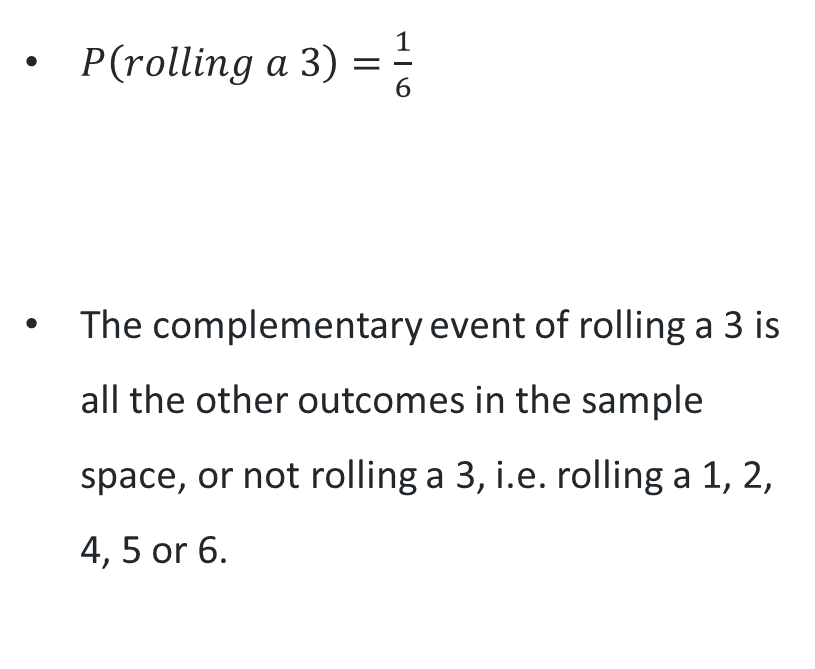 • P(rolling a 3) = 1/6
• The complementary event of rolling a 3 is
all the other outcomes in the sample
space, or not rolling a 3, i.e. rolling a 1, 2,
4, 5 or 6.